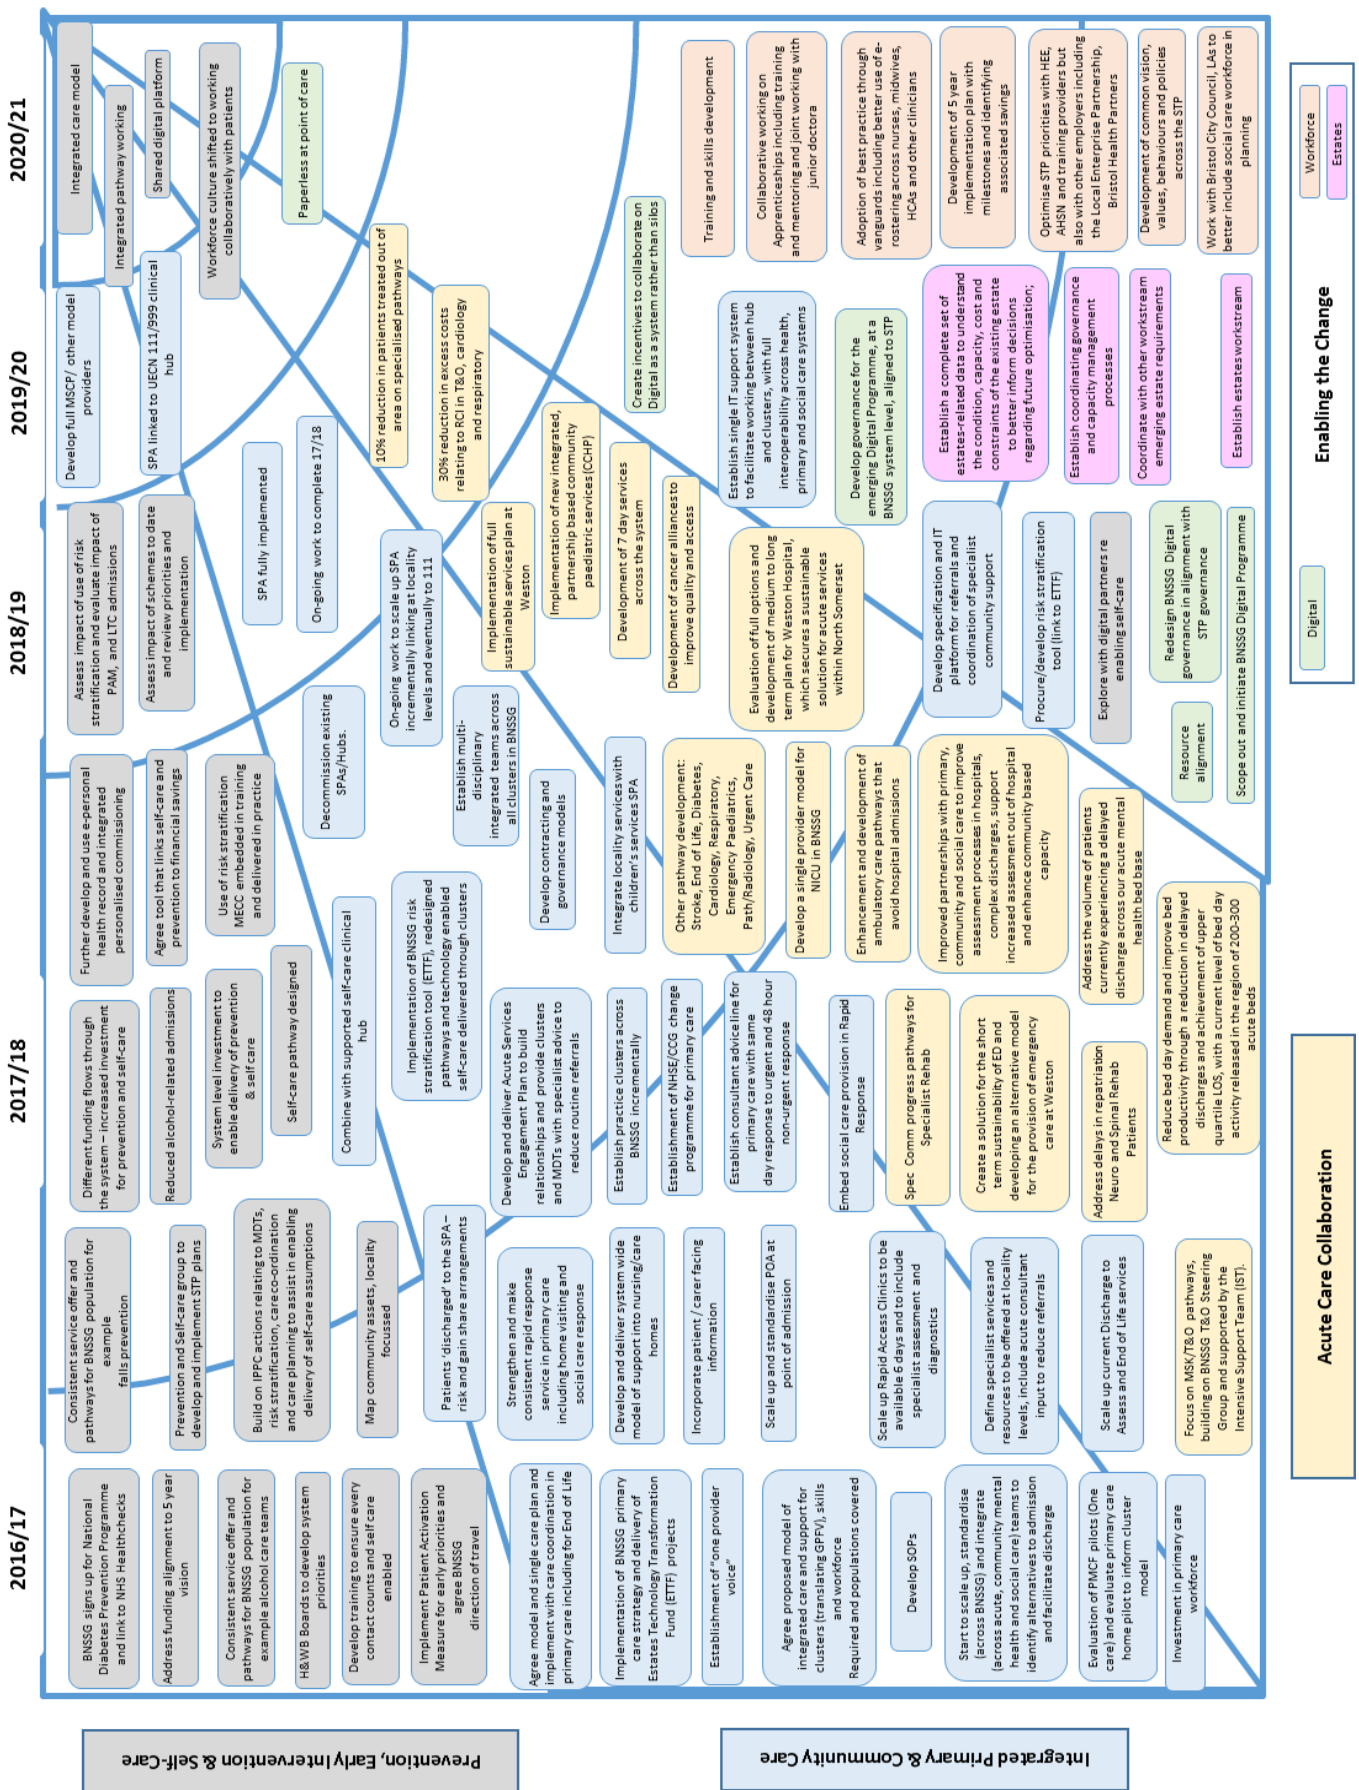 2016/17
2017/18
2018/19
2019/20
2020/21
BNSSG signs up for National
Diabetes Prevention Programme
and link to NHS Healthchecks
Address funding alignment to 5 year
vision
Consistent service offer and
pathways for BNSSG population for
example alcohol care teams
H&WB Boards to develop system
priorities
Develop training to ensure every
contact counts and self care
enabled
Implement Patient Activation
Measure for early priorities and
agree BNSSG
direction of travel
Agree model and single care plan and
implement with care coordination in
primary care including for End of Life
Implementation of BNSSG primary
care strategy and delivery of
Estates Technology Transformation
Fund (ETTF) projects
Establishment of "one provider
voice"
Agree proposed model of
integrated care and support for
clusters (translating GPFV), skills
and workforce
Required and populations covered
Develop SOPs
Start to scale up, standardise
(across BNSSG) and integrate
(across acute, community mental
health and social care) teams to
identify alternatives to admission
and facilitate discharge
Evaluation of PMCF pilots (One
care) and evaluate primary care)
home pilot to inform cluster
model
Investment in primary care
workforce
Consistent service offer and
pathways for BNSSG population for
example
falls prevention
Prevention and Self-care group to
develop and implement STP plans
Build on IPC actions relating to MDTs,
risk stratification, care co-ordination
and care planning to assist in enabling
delivery of self-care assumptions
Map community assets, locality
focussed
Patients 'discharged' to the SPA –
risk and gain share arrangements
Strengthen and make
consistent rapid response
service in primary care
including home visiting and
social care response
Develop and deliver system wide
model of support into nursing/care
homes
Incorporate patient / carer facing
information
Scale up and standardise POA at
point of admission
Scale up Rapid Access Clinics to be
available 6 days and to include
specialist assessment and
diagnostics
Define specialist services and
resources to be offered at locality
levels, include acute consultant
input to reduce referrals
Scale up current Discharge to
Assess and End of Life services
Focus on MSK/T&O pathways,
building on BNSSG T&O Steering
Group and supported by the
Intensive Support Team (IST).
Different funding flows through
the system – increased investment
for prevention and self-care
Reduced alcohol-related admissions
System level investment to
enable delivery of prevention
& self care
Self-care pathway designed
Combine with supported self-care clinical
hub
Implementation of BNSSG risk
stratification tool (ETTF), redesigned
pathways and technology enabled
self-care delivered through clusters
Develop and deliver Acute Services
Engagement Plan to build
relationships and provide clusters
and MDTs with specialist advice to
reduce routine referrals
Establish practice clusters across
BNSSG incrementally
Establishment of NHSE/CCG change
programme for primary care
Establish consultant advice line for
primary care with same
day response to urgent and 48 hour
non-urgent response
Embed social care provision in Rapid
Response
Spec Comm progress pathways for
Specialist Rehab
Create a solution for the short
term sustainability of ED and
developing an alternative model
for the provision of emergency
care at Weston
Address delays in repatriation
Neuro and Spinal Rehab
Patients
Reduce bed day demand and improve bed
productivity through a reduction in delayed
discharges and achievement of upper
quartile LOS, with a current level of bed day
activity released in the region of 200-300
acute beds
Further develop and use e-personal
health record and integrated
personalised commissioning
Agree tool that links self-care and
prevention to financial savings
Use of risk stratification
MECC embedded in training
and delivered in practice
Decommission existing
SPAs/Hubs.
On-going work to scale up SPA
incrementally linking at locality
levels and eventually to 111
Establish multi-
disciplinary
integrated teams across
all clusters in BNSSG
Develop contracting and
governance models
Integrate locality services with
children's services SPA
Other pathway development:
Stroke, End of Life, Diabetes,
Cardiology, Respiratory,
Emergency Paediatrics,
Path/Radiology, Urgent Care
Develop a single provider model for
NICU in BNSSG
Enhancement and development of
ambulatory care pathways that
avoid hospital admissions
Improved partnerships with primary,
community and social care to improve
assessment processes in hospitals,
complex discharges, support
increased assessment out of hospital
and enhance community based
capacity
Address the volume of patients
currently experiencing a delayed
discharge across our acute mental
health bed base
Assess impact of use of risk
stratification and evaluate impact of
PAM, and LTC admissions
Assess impact of schemes to date
and review priorities and
implementation
SPA fully implemented
On-going work to complete 17/18
Implementation of full
sustainable services plan at
Weston
Implementation of new integrated,
partnership based community
paediatric services (CCHP)
Development of 7 day services
across the system
Development of cancer alliances to
improve quality and access
Evaluation of full options and
development of medium to long
term plan for Weston Hospital,
which secures a sustainable
solution for acute services
within North Somerset
Develop specification and IT
platform for referrals and
coordination of specialist
community support
Procure/develop risk stratification
tool (link to ETTF)
Explore with digital partners re
enabling self-care
Redesign BNSSG Digital
governance in alignment with
STP governance
Resource
alignment
Scope out and initiate BNSSG Digital Programme
Develop full MSCP/ other model
providers
SPA linked to UECN 111/999 clinical
hub
10% reduction in patients treated out of
area on specialised pathways
30% reduction in excess costs
relating to RCI in T&O, cardiology
and respiratory
Create incentives to collaborate on
Digital as a system rather than silos
Establish single IT support system
to facilitate working between hub
and clusters, with full
interoperability across health,
primary and social care systems
Develop governance for the
emerging Digital Programme, at a
BNSSG system level, aligned to STP
Establish a complete set of
estates-related data to understand
the condition, capacity, cost and
constraints of the existing estate
to better inform decisions
regarding future optimisation;
Establish coordinating governance
and capacity management
processes
Coordinate with other workstream
emerging estate requirements
Establish estates workstream
Integrated care model
Integrated pathway working
Shared digital platform
Workforce culture shifted to working
collaboratively with patients
Paperless at point of care
Training and skills development
Collaborative working on
Apprenticeships including training
and mentoring and joint working with
junior doctora
Adoption of best practice through
vanguards including better use of e-
rostering across nurses, midwives,
HCAs and other clinicians
Development of 5 year
implementation plan with
milestones and identifying
associated savings
Optimise STP priorities with HEE,
AHSN and training providers but
also with other employers including
the Local Enterprise Partnership,
Bristol Health Partners
Development of common vision,
values, behaviours and policies
across the STP
Work with Bristol City Council, LAs to
better include social care workforce in
planning
Prevention, Early Intervention & Self-Care
Integrated Primary & Community Care
Acute Care Collaboration
Enabling the Change
Digital
Workforce
Estates